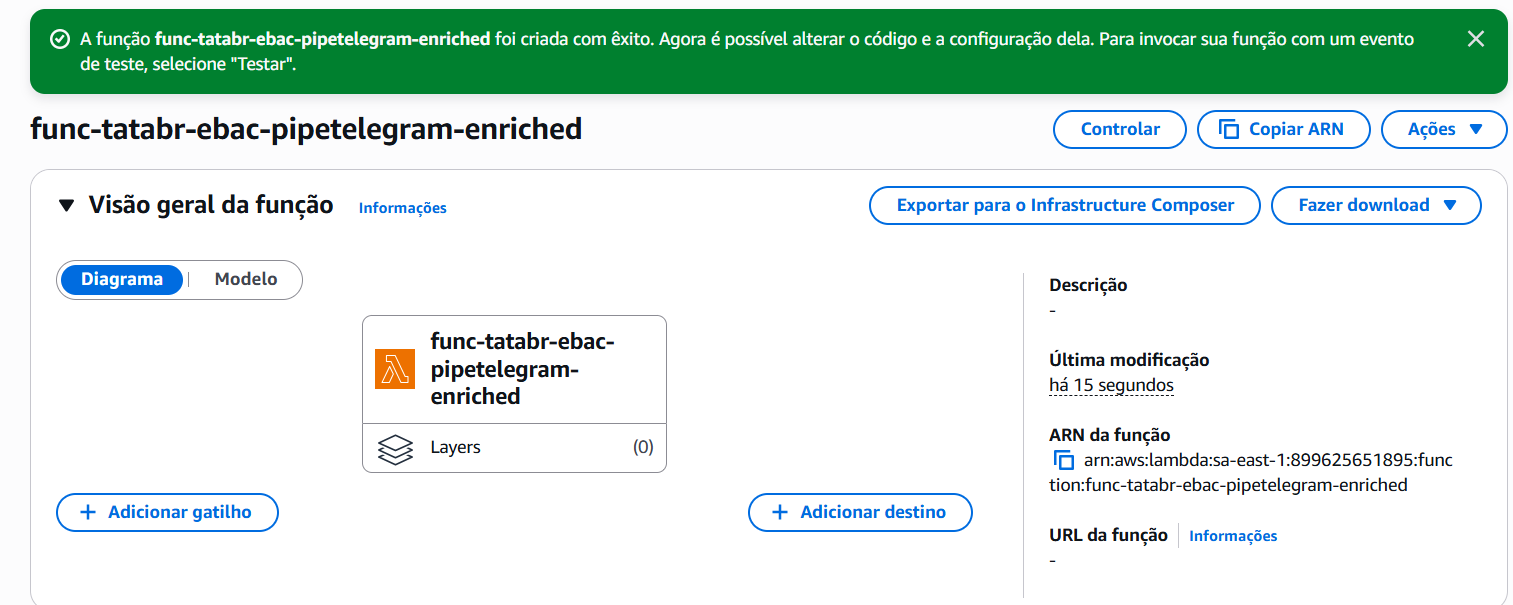 A função func-tatabr-ebac-pipetelegram-enriched foi criada com êxito. Agora é possível alterar o código e a configuração dela. Para invocar sua função com um evento
de teste, selecione "Testar".
func-tatabr-ebac-pipetelegram-enriched
Controlar
Copiar ARN
Ações
Visão geral da função
Informações
Exportar para o Infrastructure Composer
Fazer download
Diagrama
Modelo
func-tatabr-ebac-
pipetelegram-
enriched
Layers
(0)
Adicionar gatilho
Adicionar destino
Descrição
-
Última modificação
há 15 segundos
ARN da função
arn:aws:lambda:sa-east-1:899625651895:func
tion:func-tatabr-ebac-pipetelegram-enriched
URL da função
Informações
-